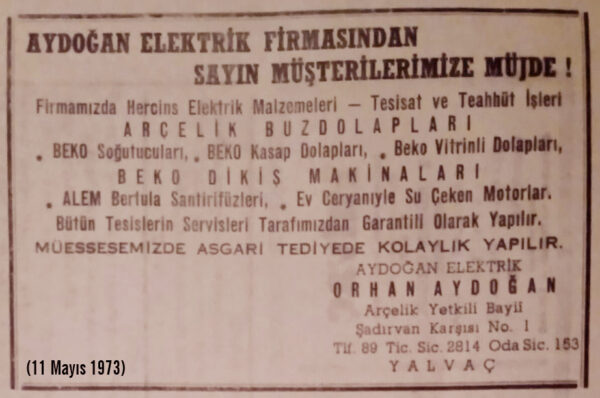 AYDOĞAN ELEKTRİK FİRMASINDAN
SAYIN MÜŞTERİLERİMİZE MÜJDE !
Firmamızda Hercins Elektrik Malzemeleri — Tesisat ve Teahhüt İşleri
ARÇELİK BUZDOLAPLARI
. BEKO Soğutucuları, . BEKO Kasap Dolapları, . Beko Vitrinli Dolapları,
BEKO DİKİŞ MAKİNALARI
. ALEM Bertula Santirifüzleri, . Ev Ceryanıyle Su Çeken Motorlar.
Bütün Tesislerin Servisleri Tarafımızdan Garantili Olarak Yapılır.
MÜESSESEMİZDE ASGARİ TEDİYEDE KOLAYLIK YAPILIR.
AYDOĞAN ELEKTRİK
ORHAN AYDOĞAN
Arçelik Yetkili Bayii
Şadırvan Karşısı No. 1
Tlf. 89 Tic. Sic. 2814 Oda Sic. 153
YALVAÇ
(11 Mayıs 1973)